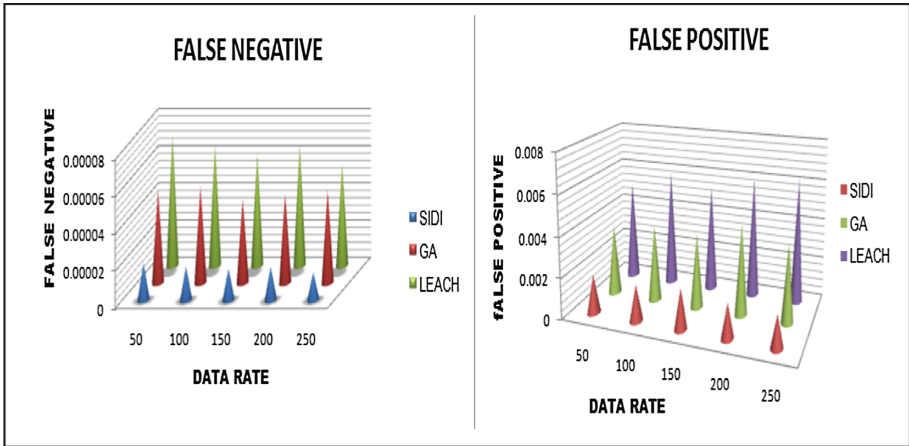 FALSE NEGATIVE
FALSE NEGATIVE
0.00008
0.00006
0.00004
0.00002
0
50 100 150 200 250
DATA RATE
SIDI
GA
LEACH
FALSE POSITIVE
fALSE POSITIVE
0.008
0.006
0.004
0.002
0
50 100 150 200 250
DATA RATE
SIDI
GA
LEACH